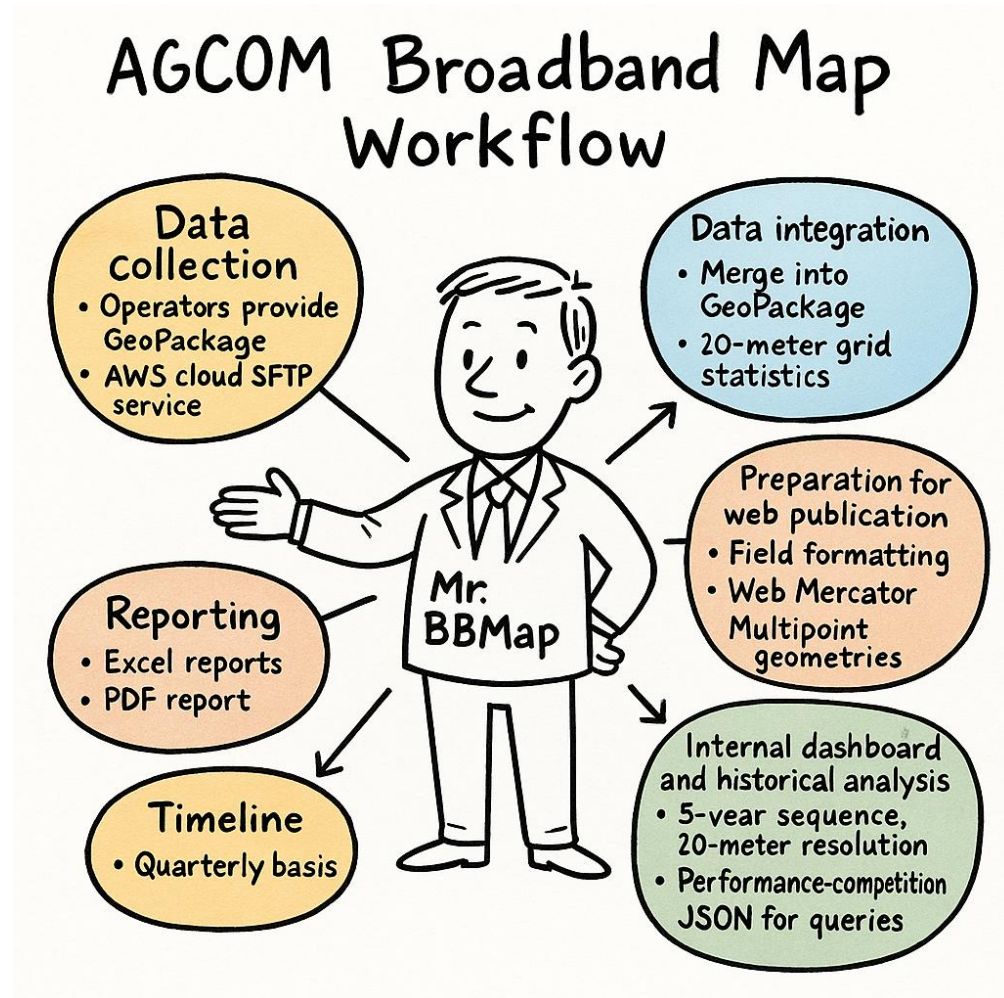 AGCOM Broadband Map
Workflow
Data
collection
• Operators provide
GeoPackage
• AWS cloud SFTP
service
Data integration
• Merge into
GeoPackage
• 20-meter grid
statistics
Preparation for
web publication
• Field formatting
• Web Mercator
Multipoint
geometries
Mr.
BBMap
Reporting
• Excel reports
• PDF report
Timeline
• Quarterly basis
Internal dashboard
and historical analysis
• 5-year sequence,
20-meter resolution
• Performance-competition
JSON for queries